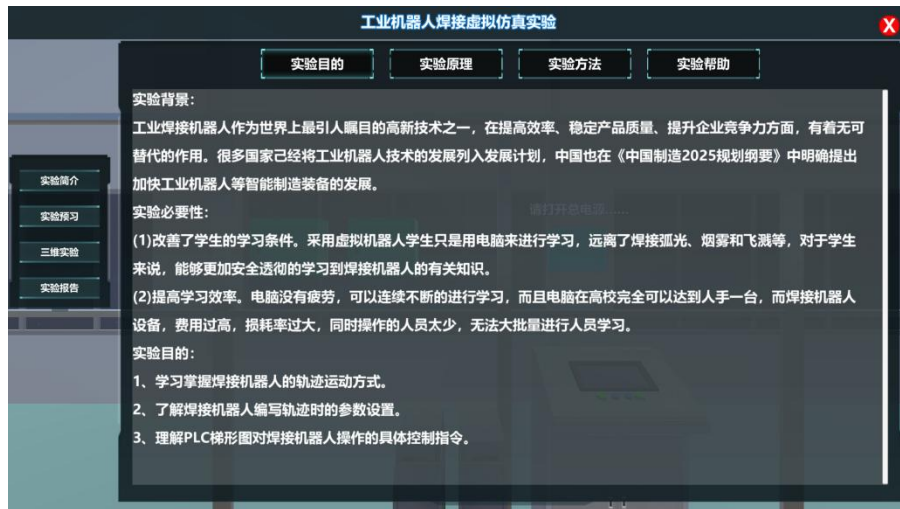 工业机器人焊接虚拟仿真实验
X
实验目的 实验原理 实验方法 实验帮助
实验简介
实验预习
三维实验
实验报告
实验背景:
工业焊接机器人作为世界上最引人瞩目的高新技术之一，在提高效率、稳定产品质量、提升企业竞争力方面，有着无可
替代的作用。很多国家己经将工业机器人技术的发展列入发展计划，中国也在《中国制造2025规划纲要》中明确提出
加快工业机器人等智能制造装备的发展。
请打开总电源......
实验必要性:
(1)改善了学生的学习条件。采用虚拟机器人学生只是用电脑来进行学习，远离了焊接弧光、烟雾和飞溅等，对于学生
来说，能够更加安全透彻的学习到焊接机器人的有关知识。
(2)提高学习效率。电脑没有疲劳，可以连续不断的进行学习，而且电脑在高校完全可以达到人手一台，而焊接机器人
设备，费用过高，损耗率过大，同时操作的人员太少，无法大批量进行人员学习。
实验目的:
1、学习掌握焊接机器人的轨迹运动方式。
2、了解焊接机器人编写轨迹时的参数设置。
3、理解PLC梯形图对焊接机器人操作的具体控制指令。